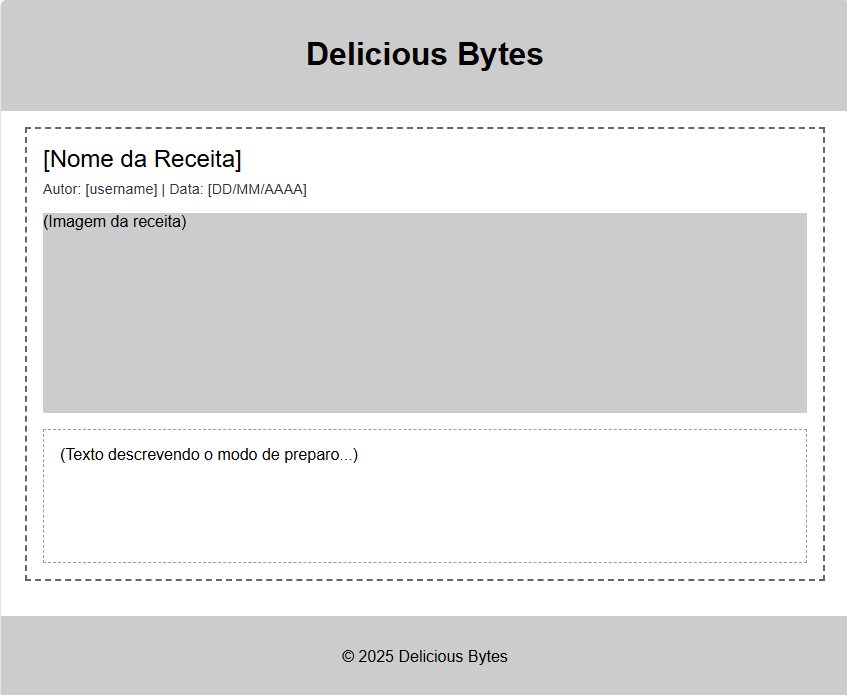 Delicious Bytes
[Nome da Receita]
Autor: [username] | Data: [DD/MM/AAAA]
(Imagem da receita)
(Texto descrevendo o modo de preparo...)
© 2025 Delicious Bytes